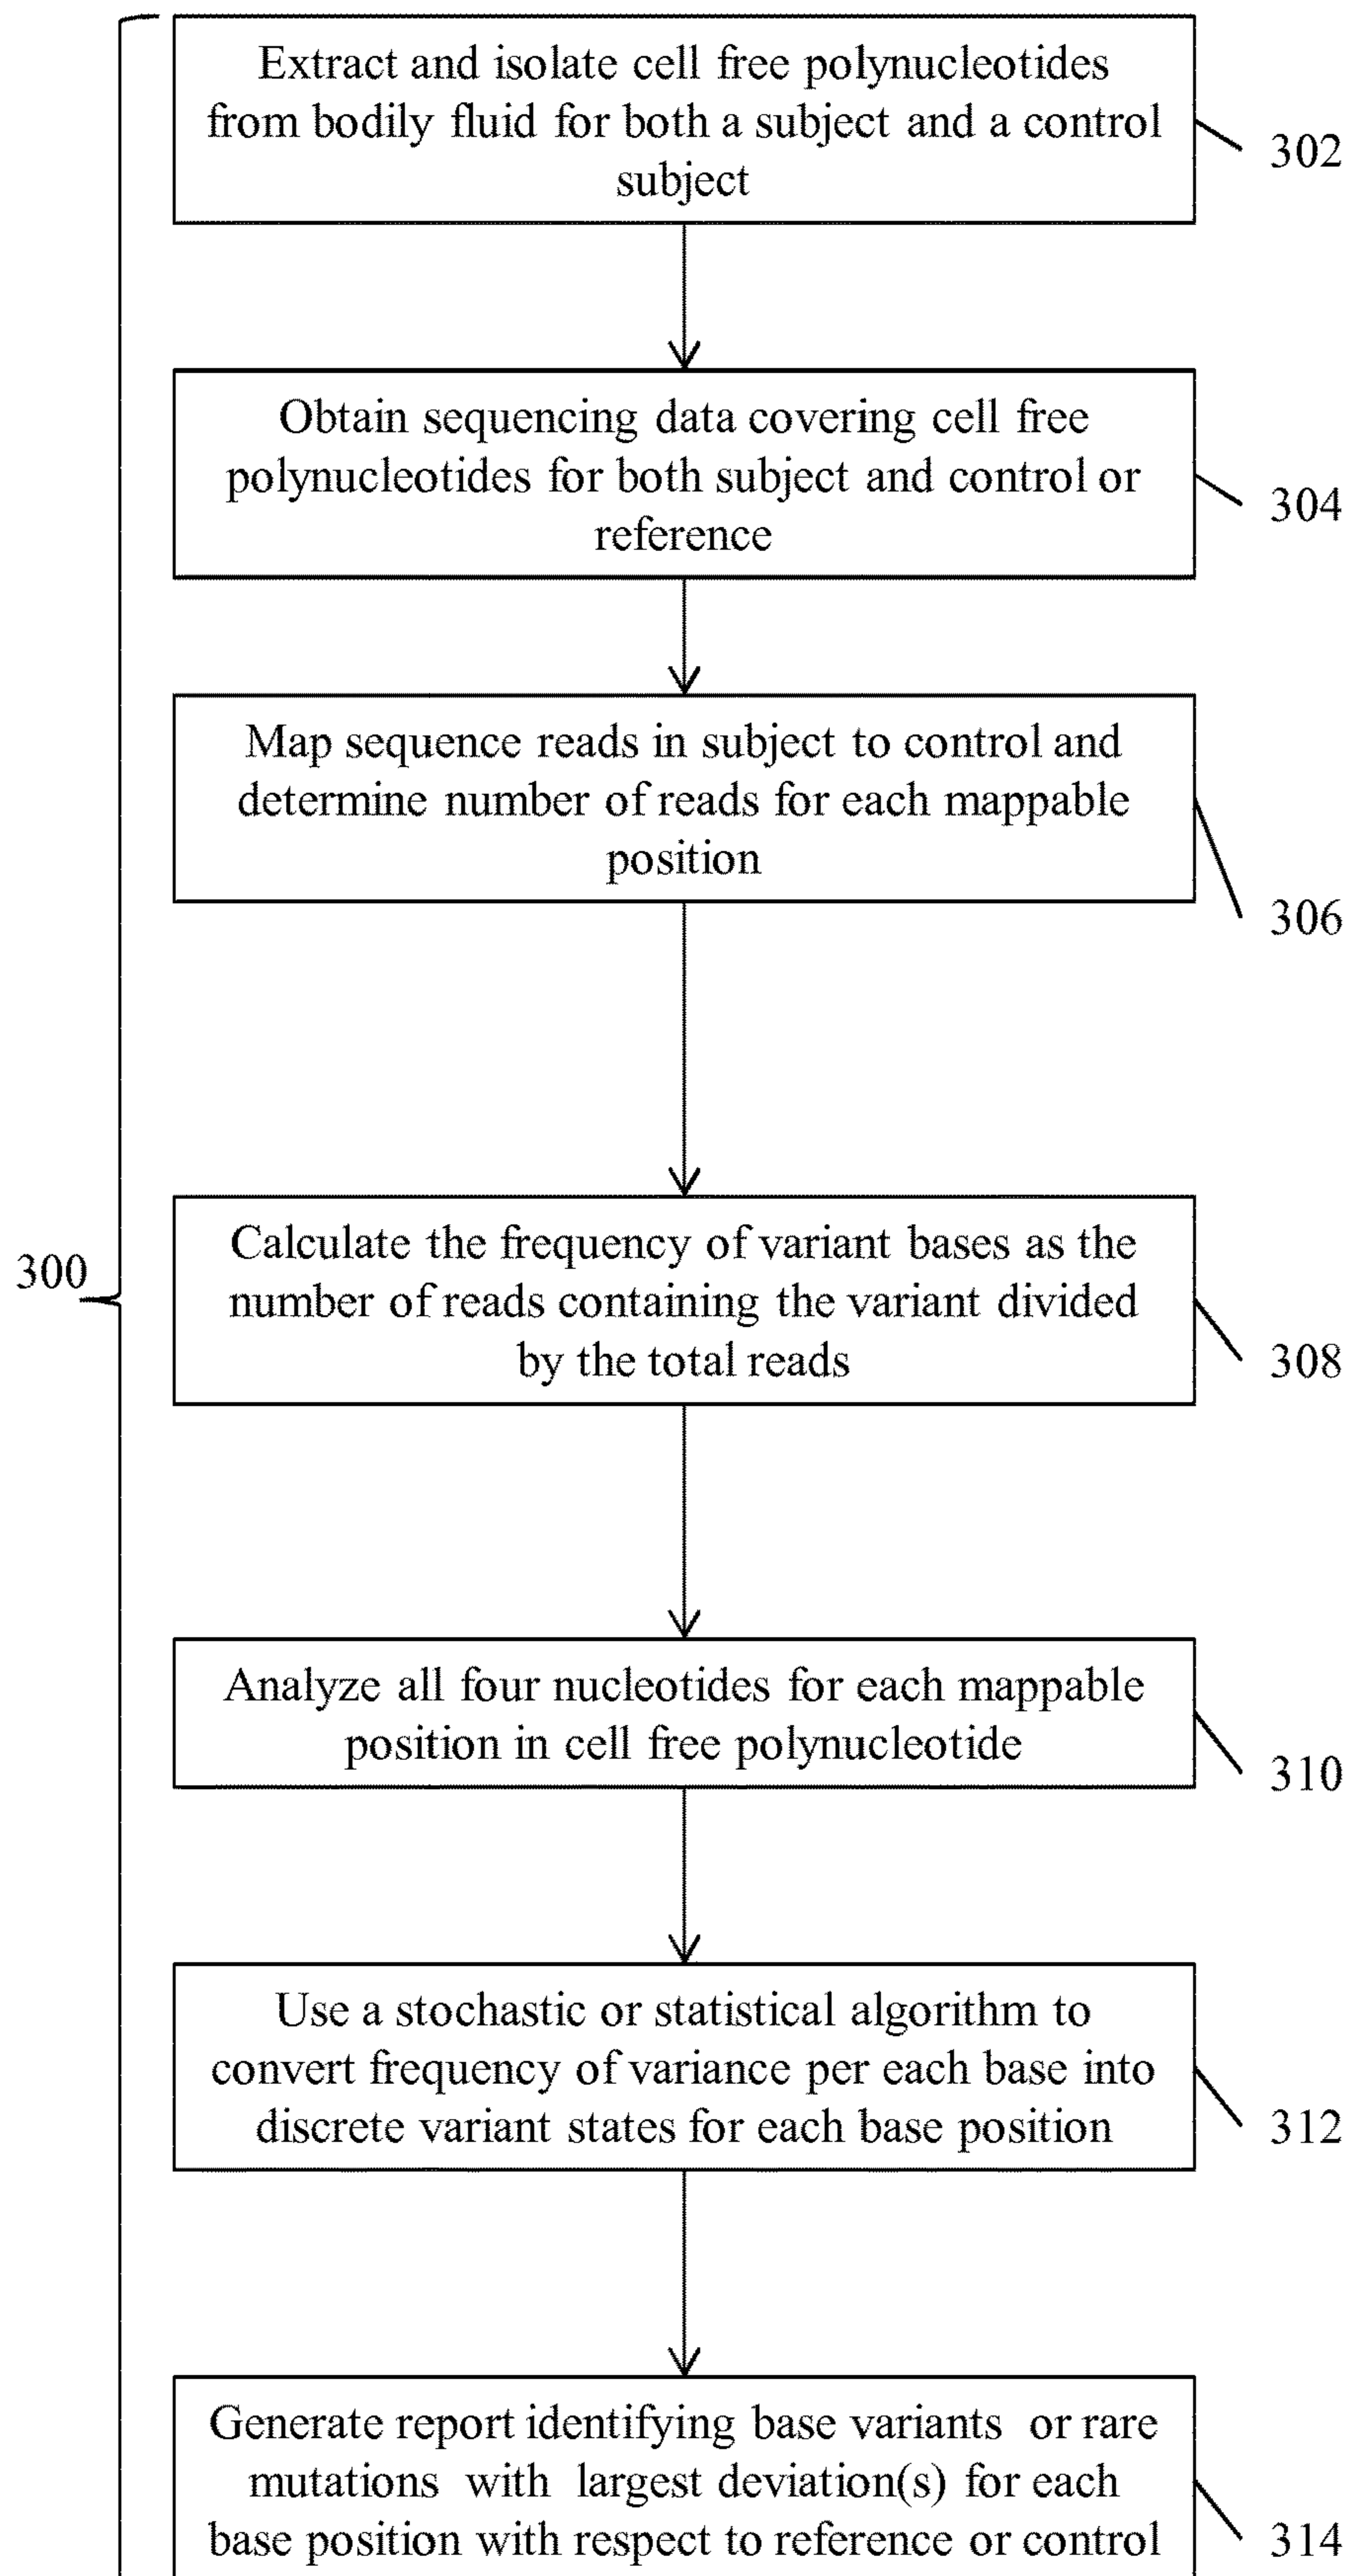 Extract and isolate cell free polynucleotides
from bodily fluid for both a subject and a control
subject
302
Obtain sequencing data covering cell free
polynucleotides for both subject and control or
reference
304
Map sequence reads in subject to control and
determine number of reads for each mappable
position
306
300
Calculate the frequency of variant bases as the
number of reads containing the variant divided
by the total reads
308
Analyze all four nucleotides for each mappable
position in cell free polynucleotide
310
Use a stochastic or statistical algorithm to
convert frequency of variance per each base into
discrete variant states for each base position
312
Generate report identifying base variants or rare
mutations with largest deviation(s) for each
base position with respect to reference or control
314